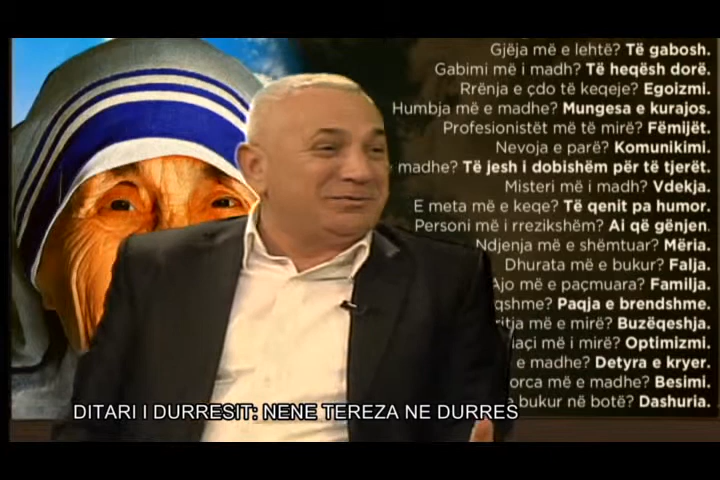 Gjëja më e lehtë? Të gabosh.
Gabimi më i madh? Të heqësh dorë.
Rrënja e çdo të keqeje? Egoizmi.
Humbja më e madhe? Mungesa e kurajos.
Profesionistët më të mirë? Fëmijët.
Nevoja e parë? Komunikimi.
madhe? Të jesh i dobishëm për të tjerët.
Misteri më i madh? Vdekja.
E meta më e keqe? Të qenit pa humor.
Personi më i rrezikshëm? Ai që gënjen.
Ndjenja më e shëmtuar? Mëria.
Dhurata më e bukur? Falja.
Ajo më e paçmuara? Familja.
Paqja e brendshme.
më e mirë? Buzëqeshja.
më i mirë? Optimizmi.
e madhe? Detyra e kryer.
më e madhe? Besimi.
e bukur në botë? Dashuria.
DITARI I DURRESIT: NENE TEREZA NE DURRES